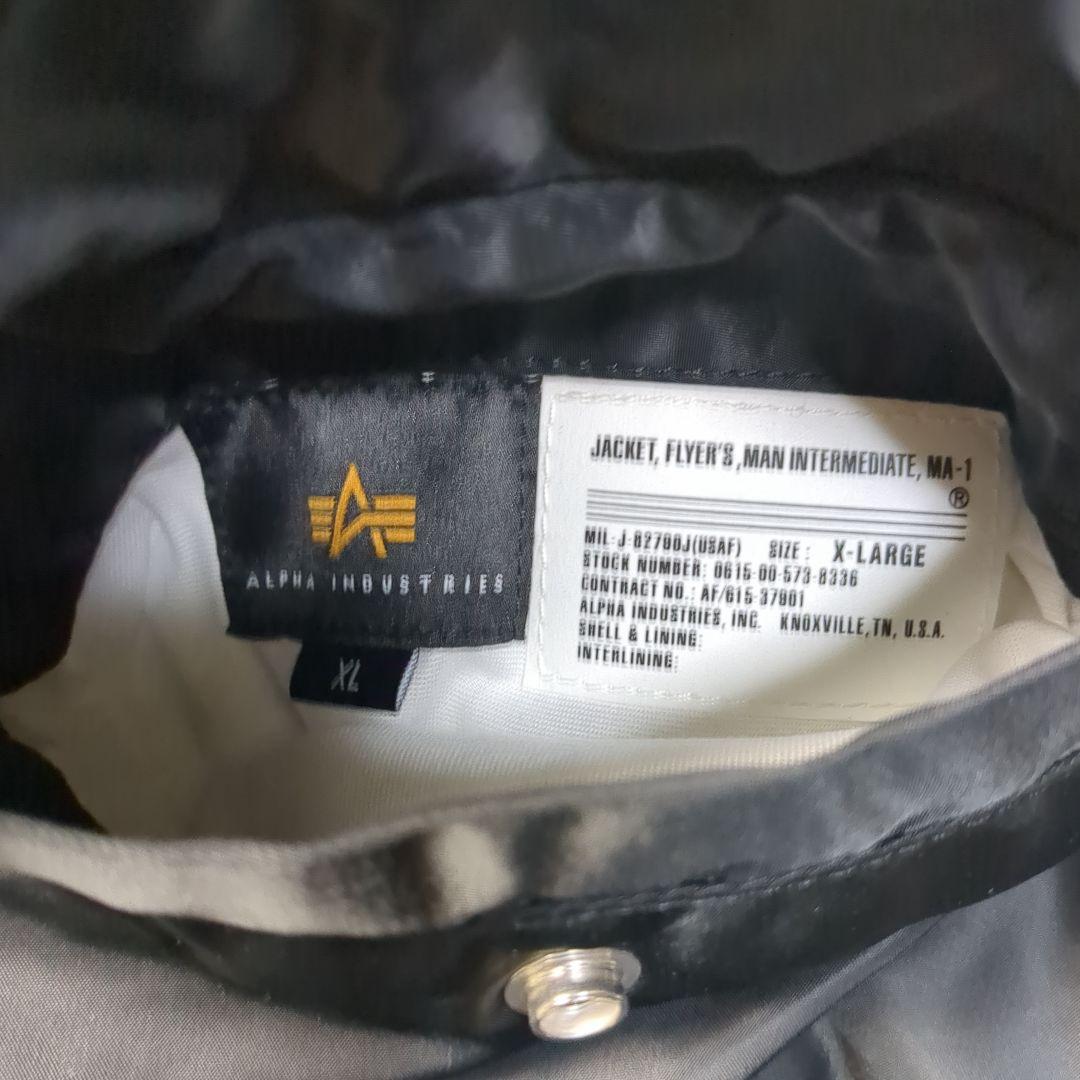 ALPHA INDUSTRIES
XL
JACKET, FLYER'S, MAN INTERMEDIATE, MA-1
®
MIL:J-82790J(USAF) SIZE: X-LARGE
STOCK NUMBER: 0615-00-573-8336
CONTRACT NO.: AF/615-37801
ALPHA INDUSTRIES, INC. KNOXVILLE, TN, U.S.A.
SHELL & LINING:
INTERLINING: